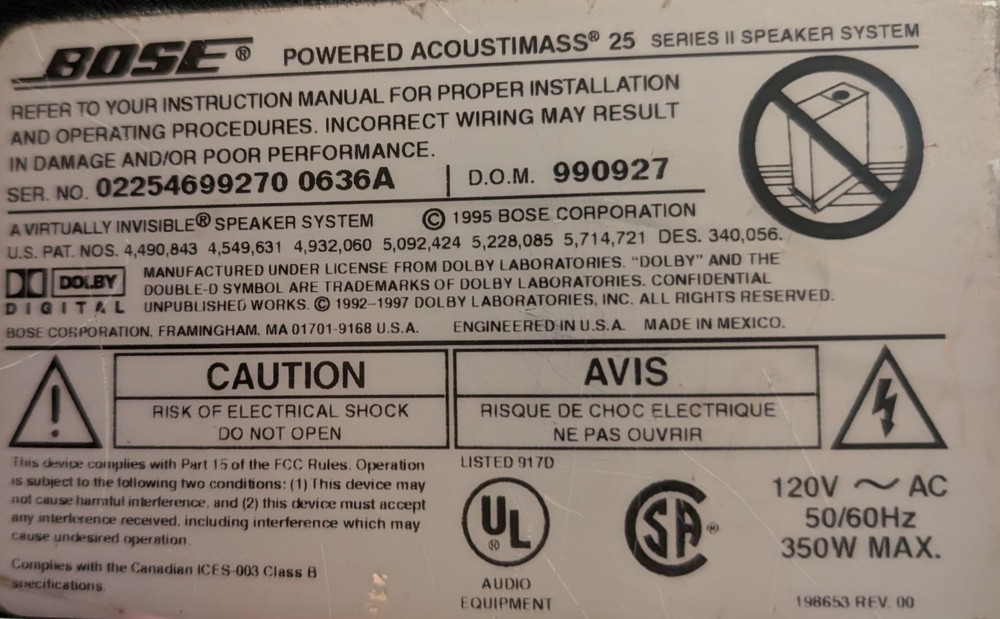 BOSE® POWERED ACOUSTIMASS® 25 SERIES II SPEAKER SYSTEM
REFER TO YOUR INSTRUCTION MANUAL FOR PROPER INSTALLATION
AND OPERATING PROCEDURES. INCORRECT WIRING MAY RESULT
IN DAMAGE AND/OR POOR PERFORMANCE.
SER. NO. 02254699270 0636A D.O.M. 990927
A VIRTUALLY INVISIBLE® SPEAKER SYSTEM © 1995 BOSE CORPORATION
U.S. PAT. NOS. 4,490,843 4,549,631 4,932,060 5,092,424 5,228,085 5,714,721 DES. 340,056.
DOLBY
DIGITAL
MANUFACTURED UNDER LICENSE FROM DOLBY LABORATORIES. "DOLBY" AND THE
DOUBLE-D SYMBOL ARE TRADEMARKS OF DOLBY LABORATORIES. CONFIDENTIAL
UNPUBLISHED WORKS. © 1992-1997 DOLBY LABORATORIES, INC. ALL RIGHTS RESERVED.
BOSE CORPORATION. FRAMINGHAM. MA 01701-9168 U.S.A. ENGINEERED IN U.S.A. MADE IN MEXICO.
CAUTION
RISK OF ELECTRICAL SHOCK
DO NOT OPEN
AVIS
RISQUE DE CHOC ELECTRIQUE
NE PAS OUVRIR
This device complies with Part 15 of the FCC Rules. Operation
is subject to the following two conditions: (1) This device may
not cause harmful interference, and (2) this device must accept
any interference received, including interference which may
cause undesired operation.
Complies with the Canadian ICES-003 Class B
specifications.
LISTED 917D
UL®
AUDIO
EQUIPMENT
SA®
120V ~ AC
50/60Hz
350W MAX.
198653 REV. 00